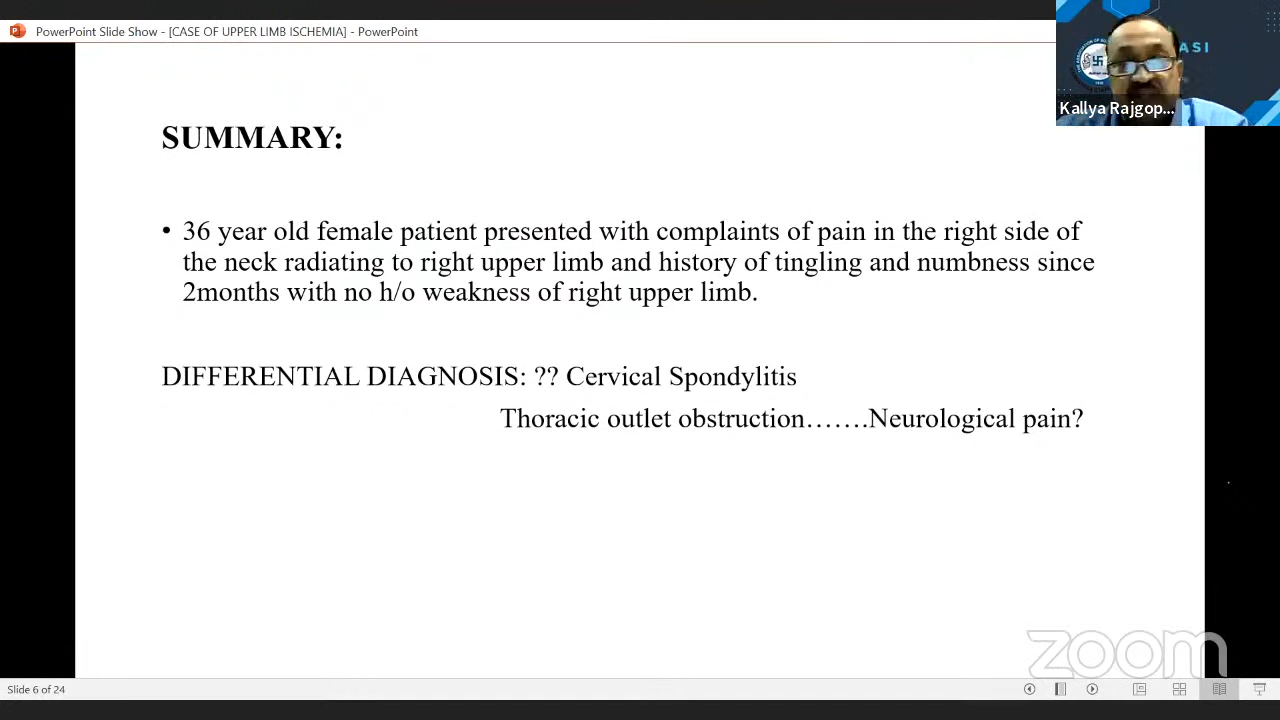 PowerPoint Slide Show - [CASE OF UPPER LIMB ISCHEMIA] - PowerPoint
ASI
Kallya Rajgop...
SUMMARY:
• 36 year old female patient presented with complaints of pain in the right side of
the neck radiating to right upper limb and history of tingling and numbness since
2months with no h/o weakness of right upper limb.
DIFFERENTIAL DIAGNOSIS: ?? Cervical Spondylitis
Thoracic outlet obstruction…….Neurological pain?
zoom
Slide 6 of 24